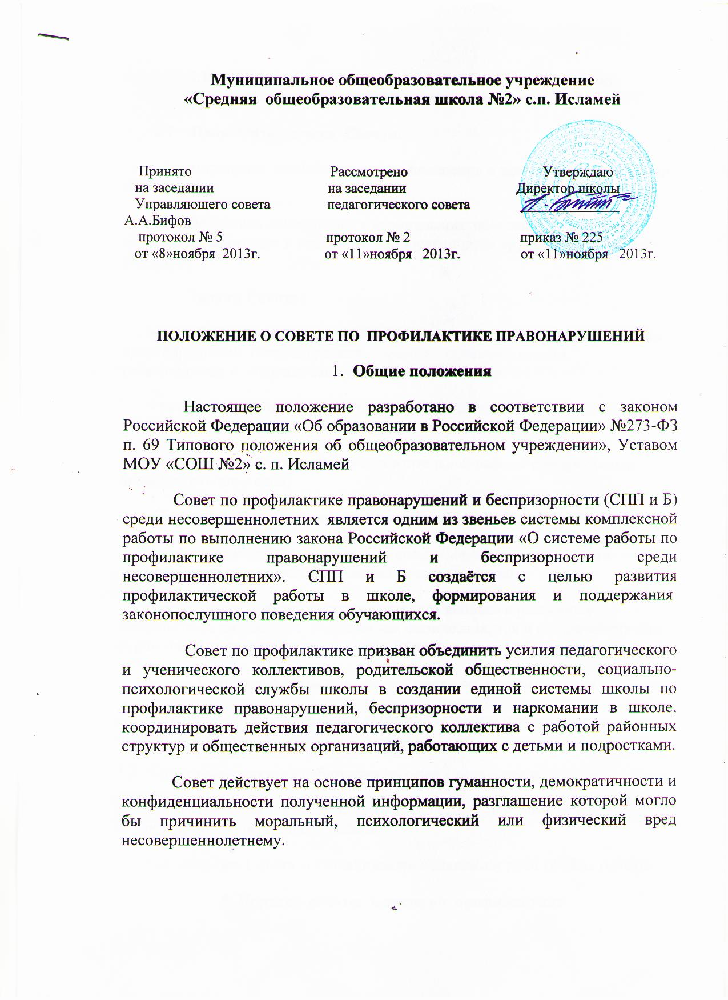 Муниципальное общеобразовательное учреждение
«Средняя общеобразовательная школа №2» с.п. Исламей
Принято Рассмотрено Утверждаю
на заседании на заседании Директор школы
Управляющего совета педагогического совета
А.А.Бифов
протокол № 5 протокол № 2 приказ № 225
от «8»ноября 2013г. от «11»ноября 2013г. от «11»ноября 2013г.
ПОЛОЖЕНИЕ О СОВЕТЕ ПО ПРОФИЛАКТИКЕ ПРАВОНАРУШЕНИЙ
1. Общие положения
Настоящее положение разработано в соответствии с законом
Российской Федерации «Об образовании в Российской Федерации» №273-ФЗ
п. 69 Типового положения об общеобразовательном учреждении», Уставом
МОУ «СОШ №2» с. п. Исламей
Совет по профилактике правонарушений и беспризорности (СПП и Б)
среди несовершеннолетних является одним из звеньев системы комплексной
работы по выполнению закона Российской Федерации «О системе работы по
профилактике правонарушений и беспризорности среди
несовершеннолетних». СПП и Б создаётся с целью развития
профилактической работы в школе, формирования и поддержания
законопослушного поведения обучающихся.
Совет по профилактике призван объединить усилия педагогического
и ученического коллективов, родительской общественности, социально-
психологической службы школы в создании единой системы школы по
профилактике правонарушений, беспризорности и наркомании в школе,
координировать действия педагогического коллектива с работой районных
структур и общественных организаций, работающих с детьми и подростками.
Совет действует на основе принципов гуманности, демократичности и
конфиденциальности полученной информации, разглашение которой могло
бы причинить моральный, психологический или физический вред
несовершеннолетнему.